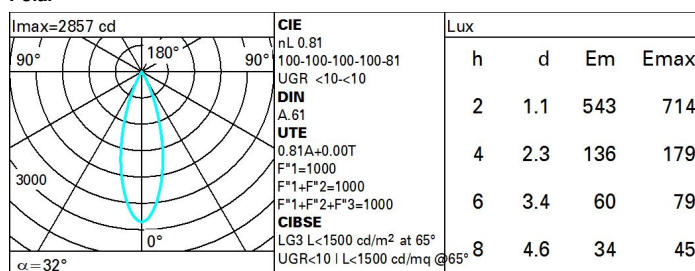 Imax=2857 cd
90° 180° 90°
3000
0°
α=32°
CIE
nL 0.81
100-100-100-100-81
UGR <10-<10
DIN
A.61
UTE
0.81A+0.00T
F"1=1000
F"1+F"2=1000
F"1+F"2+F"3=1000
CIBSE
LG3 L<1500 cd/m² at 65°
UGR<10 | L<1500 cd/mq @65°
Lux
h d Em Emax
2 1.1 543 714
4 2.3 136 179
6 3.4 60 79
8 4.6 34 45